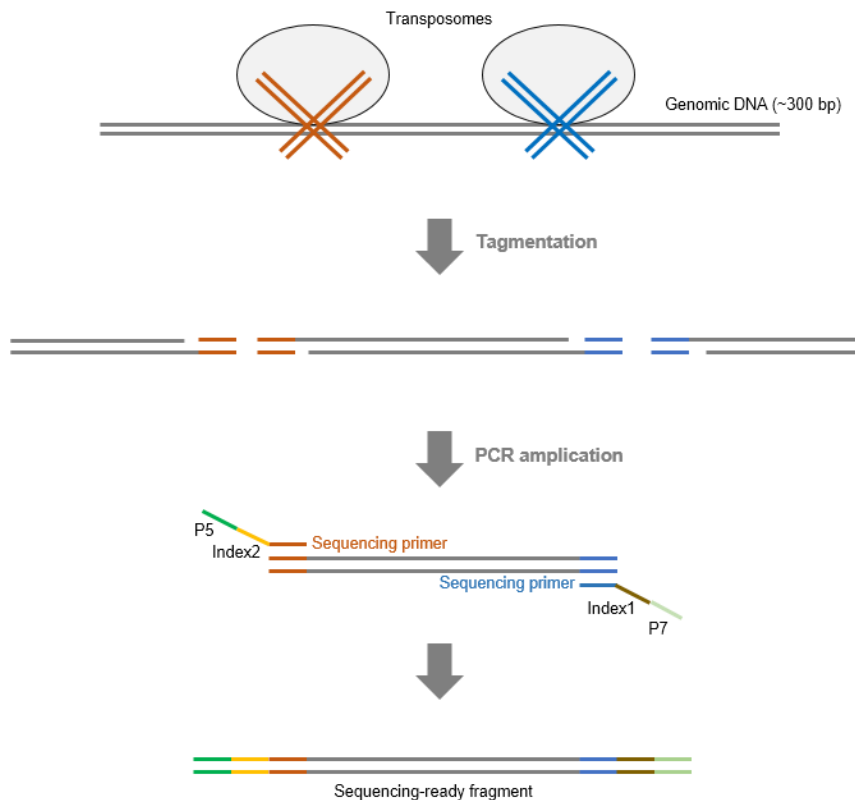 Transposomes
Genomic DNA (~300 bp)
Tagmentation
PCR amplication
P5
Index2
Sequencing primer
Sequencing primer
Index1
P7
Sequencing-ready fragment